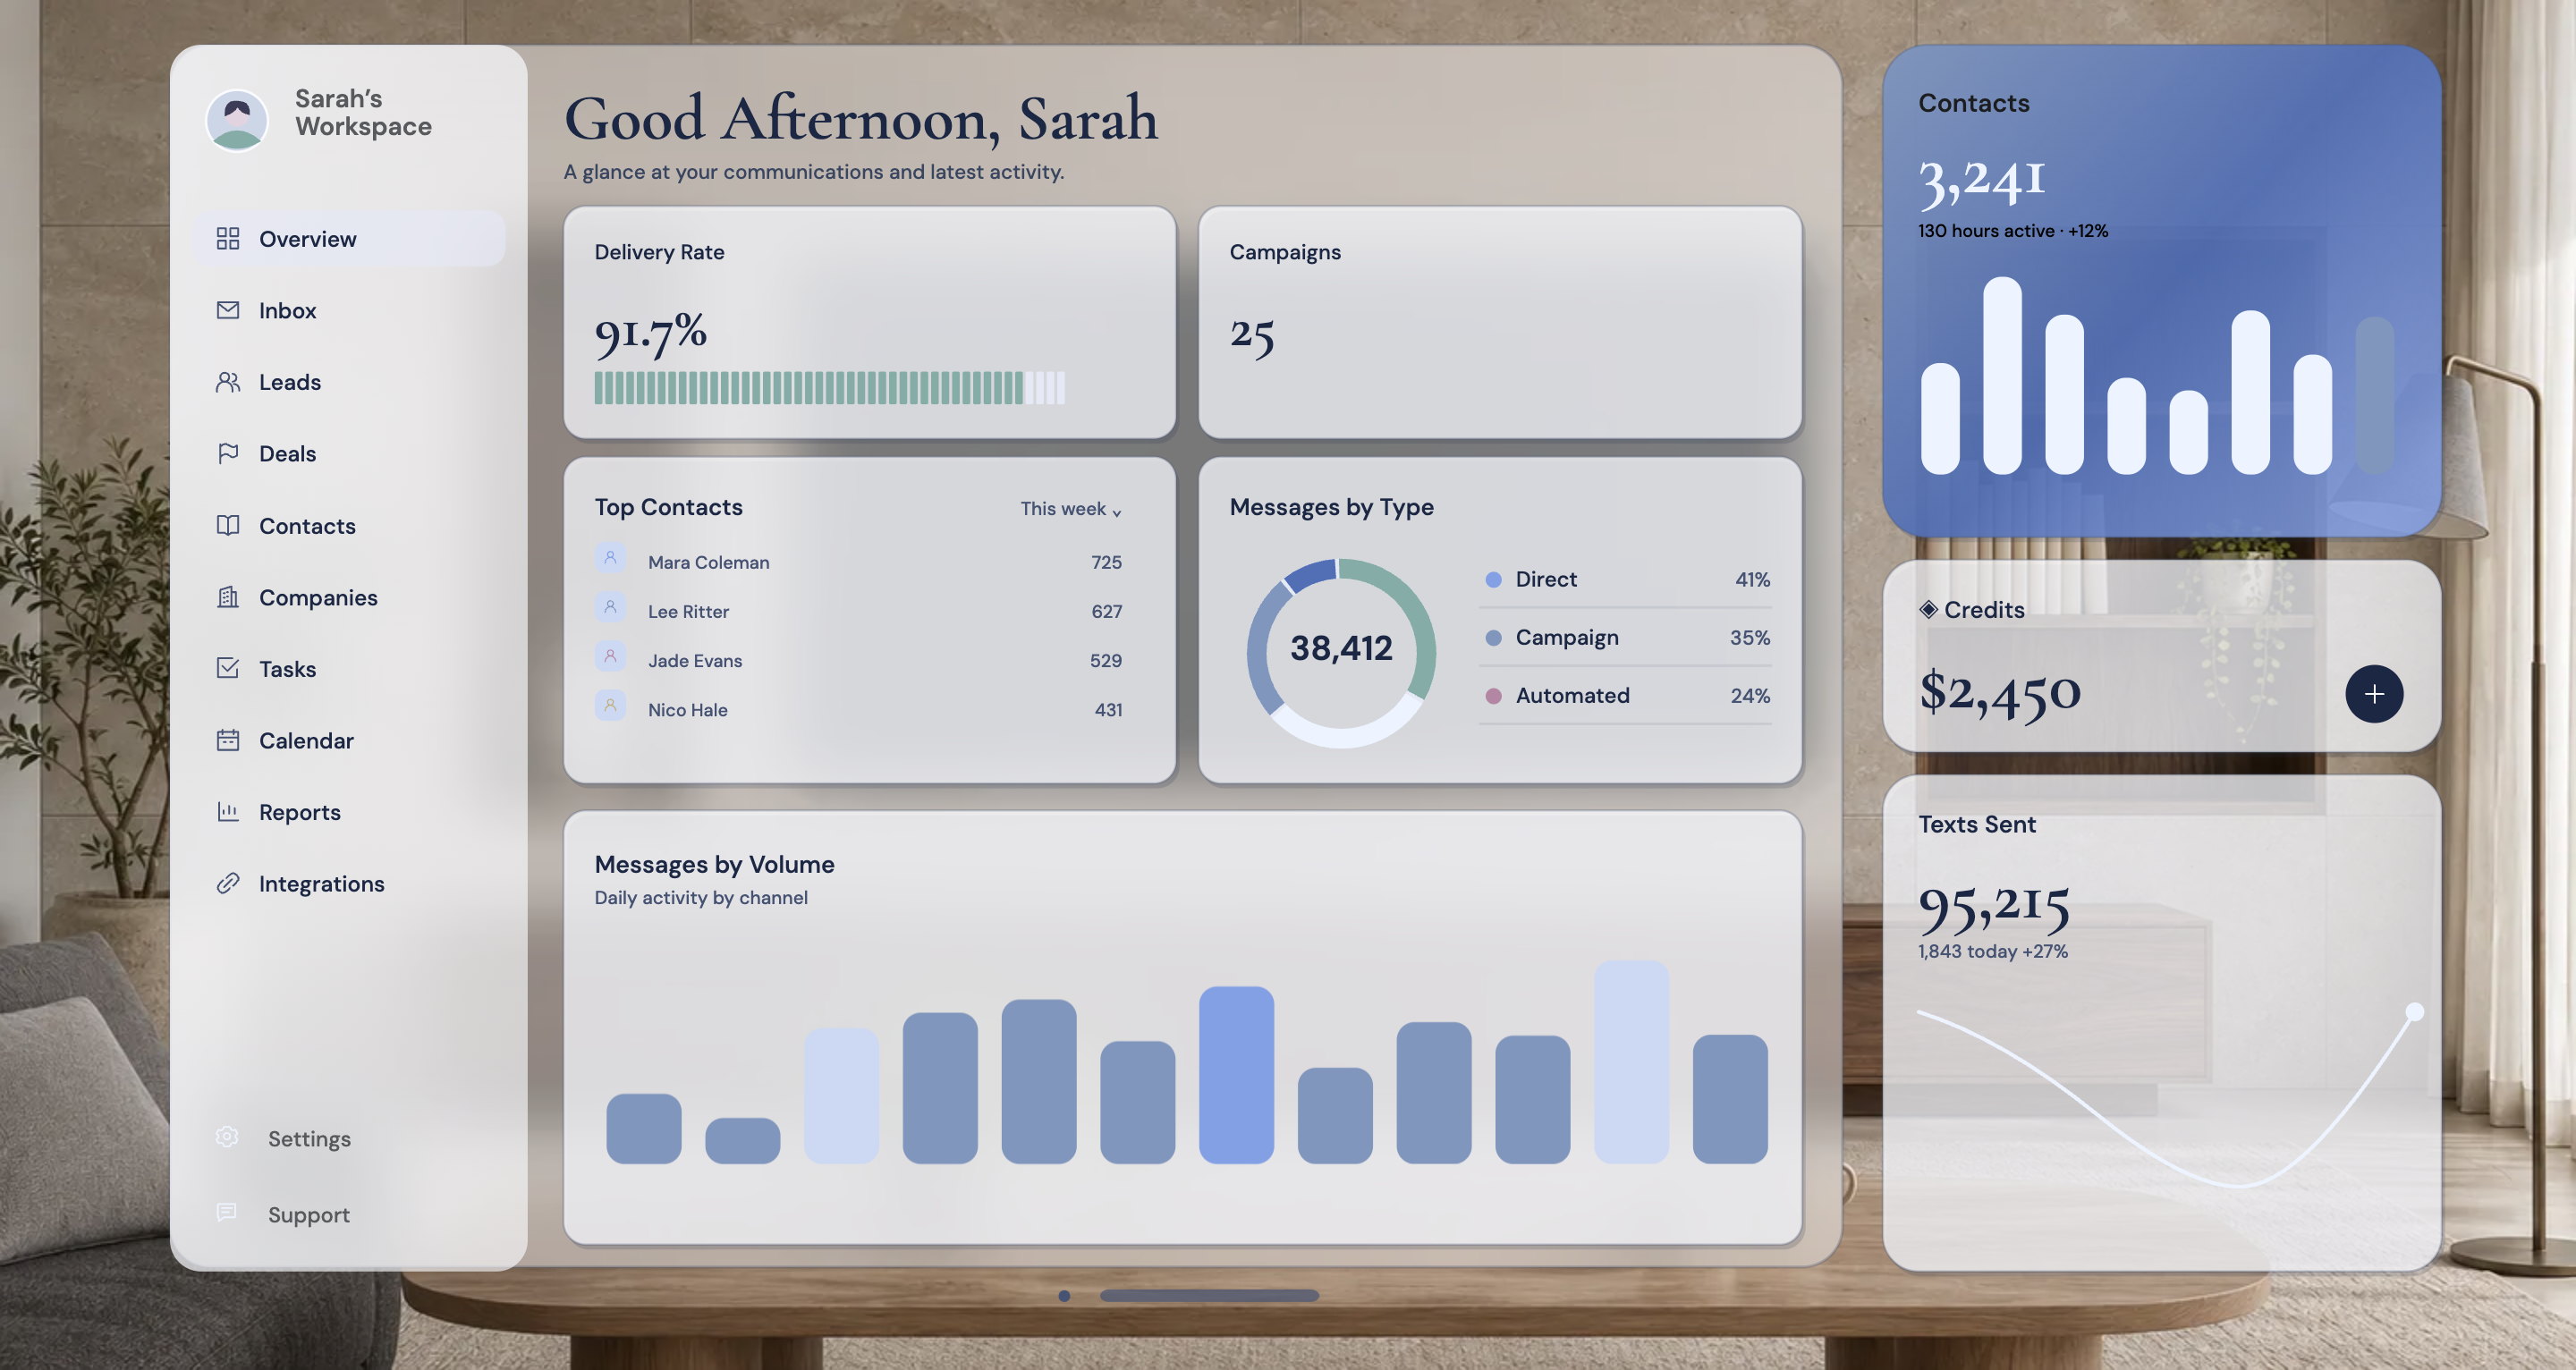 Sarah’s
Workspace
Overview
Inbox
Leads
Deals
Contacts
Companies
Tasks
Calendar
Reports
Integrations
Settings
Support
Good Afternoon, Sarah
A glance at your communications and latest activity.
Delivery Rate
91.7%
Campaigns
25
Top Contacts
This week
Mara Coleman 725
Lee Ritter 627
Jade Evans 529
Nico Hale 431
Messages by Type
38,412
Direct 41%
Campaign 35%
Automated 24%
Messages by Volume
Daily activity by channel
Contacts
3,241
130 hours active · +12%
Credits
$2,450
Texts Sent
95,215
1,843 today +27%